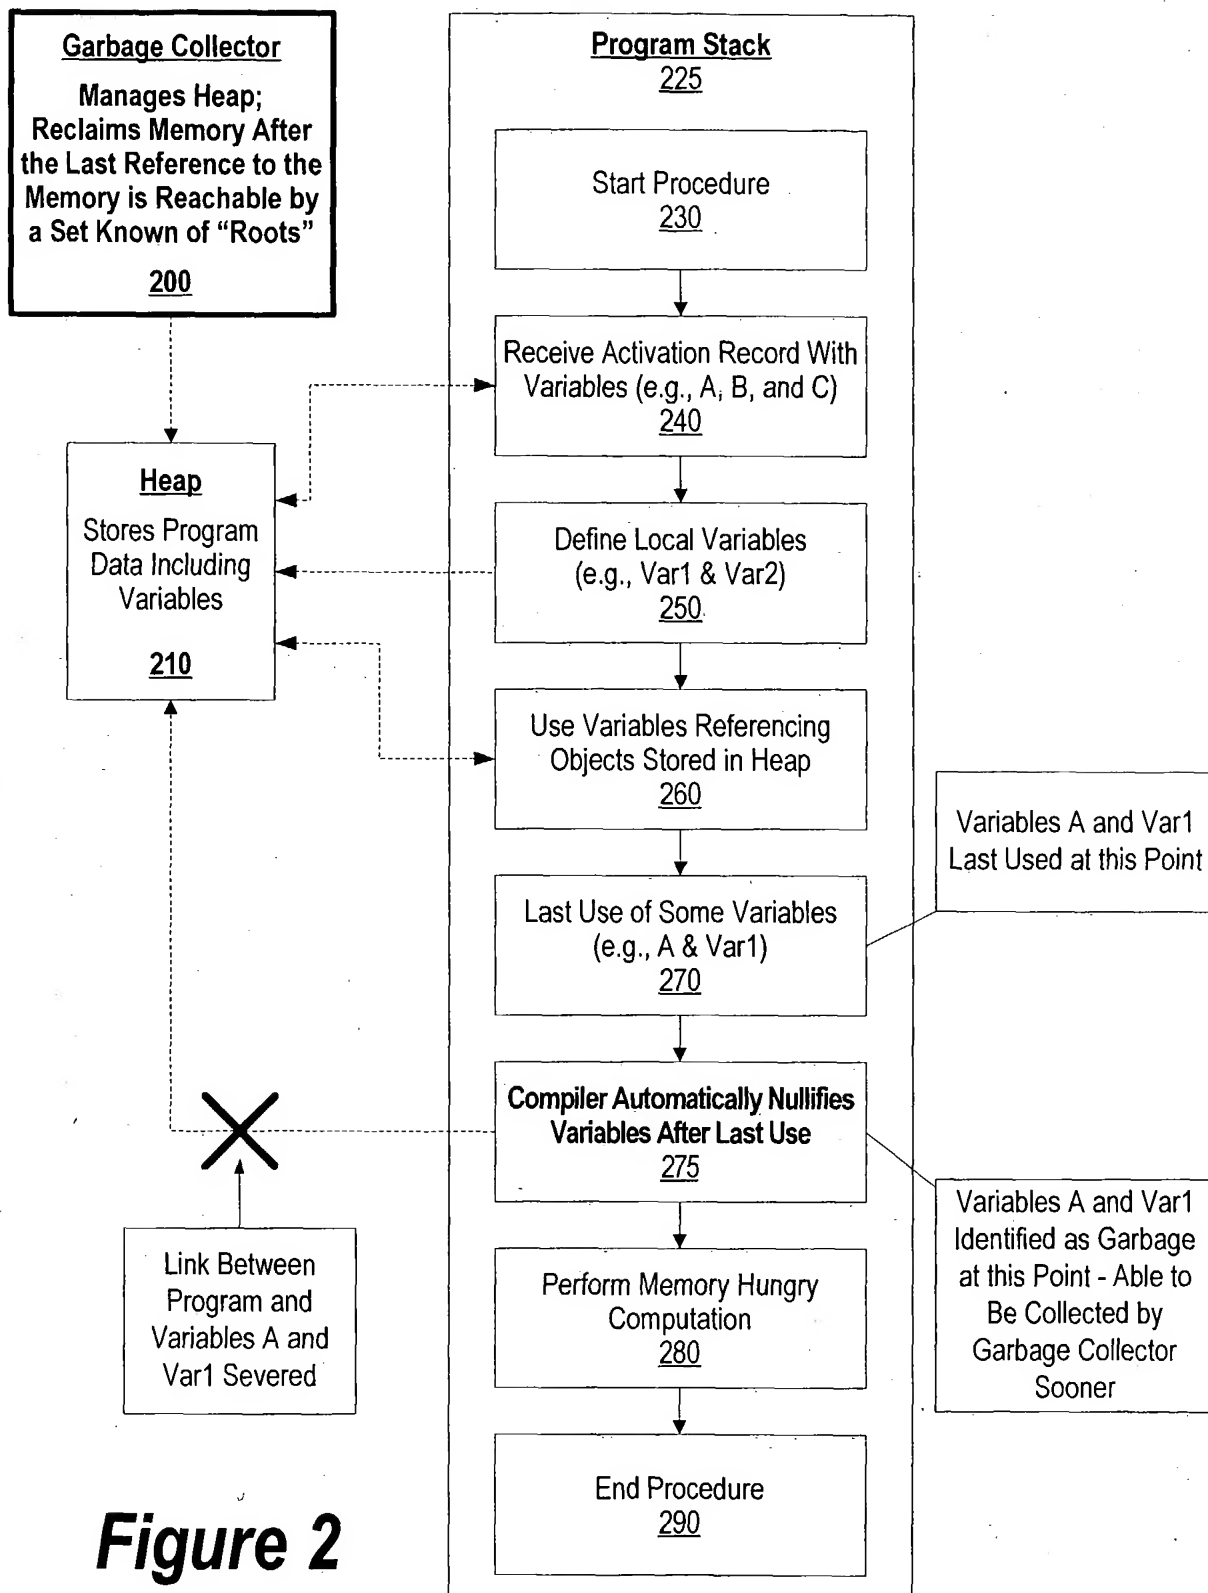 Garbage Collector
Manages Heap;
Reclaims Memory After
the Last Reference to the
Memory is Reachable by
a Set Known of “Roots”
200
Program Stack
225
Start Procedure
230
Receive Activation Record With
Variables (e.g., A, B, and C)
240
Heap
Stores Program
Data Including
Variables
210
Define Local Variables
(e.g., Var1 & Var2)
250
Use Variables Referencing
Objects Stored in Heap
260
Variables A and Var1
Last Used at this Point
Last Use of Some Variables
(e.g., A & Var1)
270
Compiler Automatically Nullifies
Variables After Last Use
275
Link Between
Program and
Variables A and
Var1 Severed
Variables A and Var1
Identified as Garbage
at this Point - Able to
Be Collected by
Garbage Collector
Sooner
Perform Memory Hungry
Computation
280
End Procedure
290
Figure 2